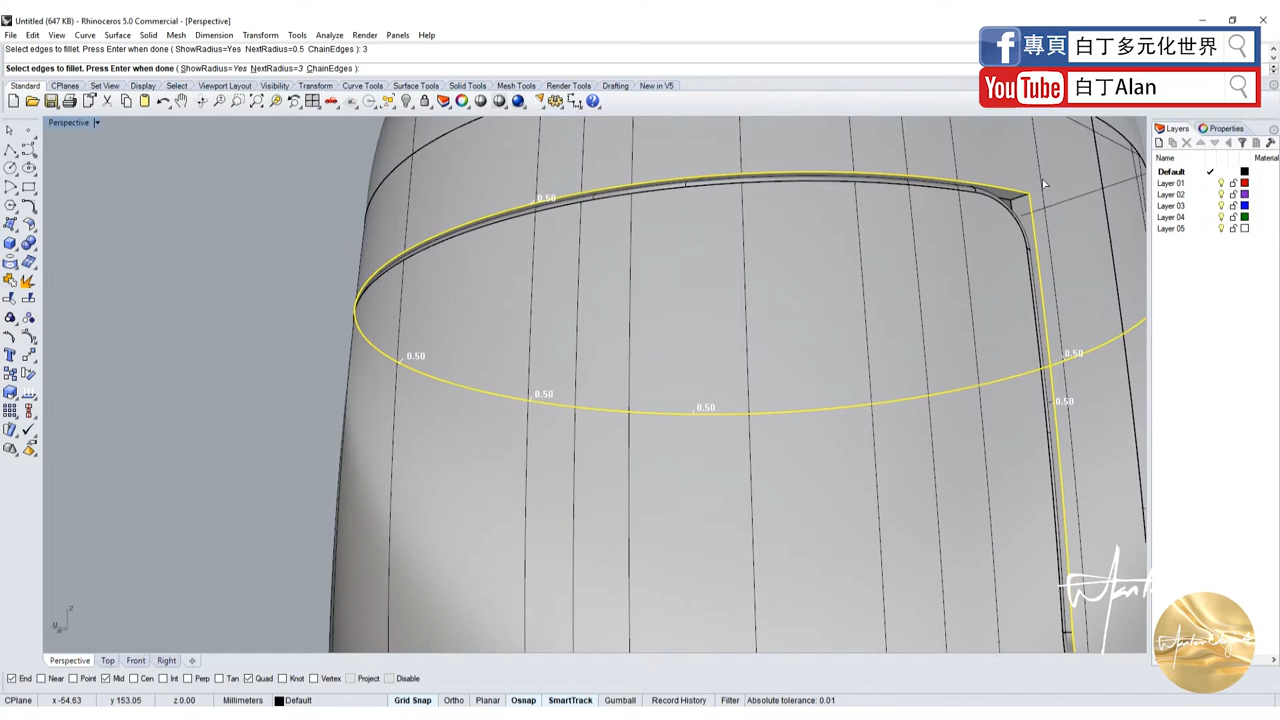 Untitled (647 KB) - Rhinoceros 5.0 Commercial - [Perspective]
File Edit View Curve Surface Solid Mesh Dimension Transform Tools Analyze Render Panels Help
Select edges to fillet. Press Enter when done ( ShowRadius=Yes NextRadius=0.5 ChainEdges ): 3
Select edges to fillet. Press Enter when done ( ShowRadius=Yes NextRadius=3 ChainEdges ):
f 專頁 白丁多元化世界
YouTube 白丁Alan
Standard CPlanes Set View Display Select Viewport Layout Visibility Transform Curve Tools Surface Tools Solid Tools Mesh Tools Render Tools Drafting New in V5
Perspective
Layers Properties
Name Material
Default
Layer 01
Layer 02
Layer 03
Layer 04
Layer 05
0.50
0.50
0.50
0.50
0.50
0.50
z
Perspective Top Front Right
End Near Point Mid Cen Int Perp Tan Quad Knot Vertex Project Disable
CPlane x -54.63 y 153.05 z 0.00 Millimeters Default Grid Snap Ortho Planar Osnap SmartTrack Gumball Record History Filter Absolute tolerance: 0.01